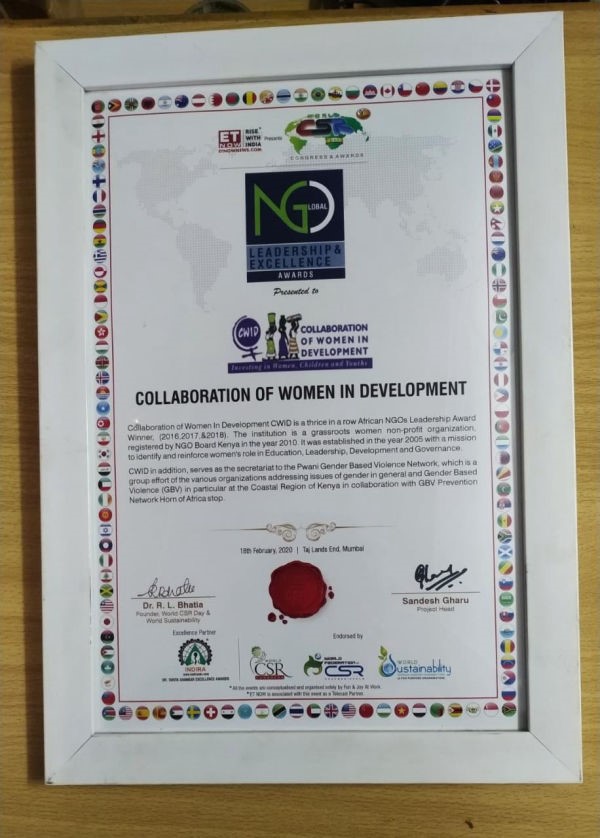 ET NOW
RISE WITH INDIA
Presents
ETNOWNEWS.COM
CSR
CONGRESS & AWARDS
NGO
GLOBAL
LEADERSHIP &
EXCELLENCE
AWARDS
Presented to
CWID
COLLABORATION
OF WOMEN IN
DEVELOPMENT
Investing in Women, Children and Youths
COLLABORATION OF WOMEN IN DEVELOPMENT
Collaboration of Women In Development CWID is a thrice in a row African NGOs Leadership Award
Winner, (2016,2017,&2018). The institution is a grassroots women non-profit organization,
registered by NGO Board Kenya in the year 2010. It was established in the year 2005 with a mission
to identify and reinforce women's role in Education, Leadership, Development and Governance.
CWID in addition, serves as the secretariat to the Pwani Gender Based Violence Network, which is a
group effort of the various organizations addressing issues of gender in general and Gender Based
Violence (GBV) in particular at the Coastal Region of Kenya in collaboration with GBV Prevention
Network Horn of Africa stop.
18th February, 2020 | Taj Lands End, Mumbai
Dr. R. L. Bhatia
Founder, World CSR Day &
World Sustainability
Sandesh Gharu
Project Head
Excellence Partner
Endorsed by
INDIRA
DR. TARITA SHANKAR EXCELLENCE AWARDS
WORLD
CSR
WORLD
FEDERATION OF
CSR
WORLD
Sustainability
* All the events are conceptualised and organised solely by Fun & Joy At Work.
*ET NOW is associated with this event as a Telecast Partner.